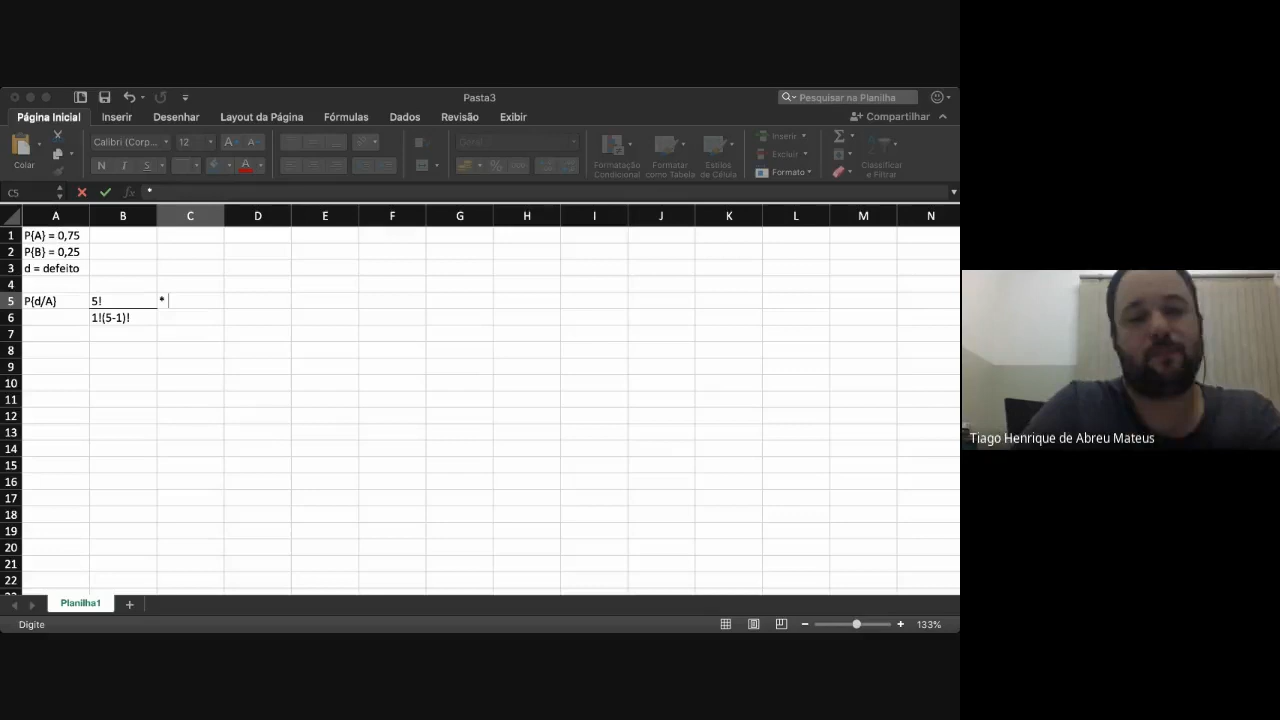 Pasta3
Pesquisar na Planilha
Página Inicial Inserir Desenhar Layout da Página Fórmulas Dados Revisão Exibir Compartilhar
Colar
Calibri (Corp... 12
A A
N I S A
Geral
% 000
Formatação Condicional
Formatar como Tabela
Estilos de Célula
Inserir
Excluir
Formato
Classificar e Filtrar
C5 fx *
A B C D E F G H I J K L M N
1 P{A} = 0,75
2 P{B} = 0,25
3 d = defeito
4
5 P{d/A} 5! *
6 1!(5-1)!
7
8
9
10
11
12
13
14
15
16
17
18
19
20
21
22
Planilha1 +
Digite
133%
Tiago Henrique de Abreu Mateus